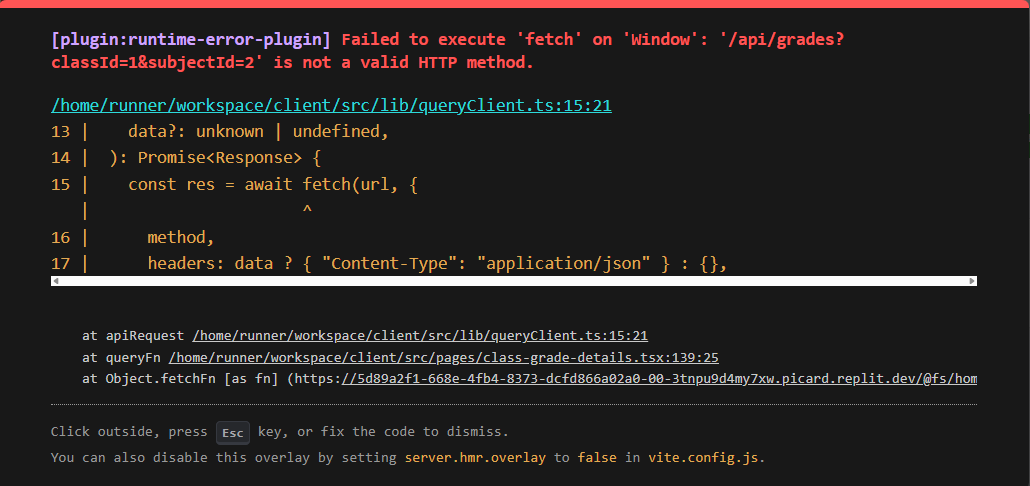 [plugin:runtime-error-plugin] Failed to execute 'fetch' on 'Window': '/api/grades?
classId=1&subjectId=2' is not a valid HTTP method.
/home/runner/workspace/client/src/lib/queryClient.ts:15:21
13 |    data?: unknown | undefined,
14 |  ): Promise<Response> {
15 |    const res = await fetch(url, {
   |                      ^
16 |      method,
17 |      headers: data ? { "Content-Type": "application/json" } : {},
at apiRequest /home/runner/workspace/client/src/lib/queryClient.ts:15:21
at queryFn /home/runner/workspace/client/src/pages/class-grade-details.tsx:139:25
at Object.fetchFn [as fn] (https://5d89a2f1-668e-4fb4-8373-dcfd866a02a0-00-3tnpu9d4my7xw.picard.replit.dev/@fs/hom
Click outside, press Esc key, or fix the code to dismiss.
You can also disable this overlay by setting server.hmr.overlay to false in vite.config.js.